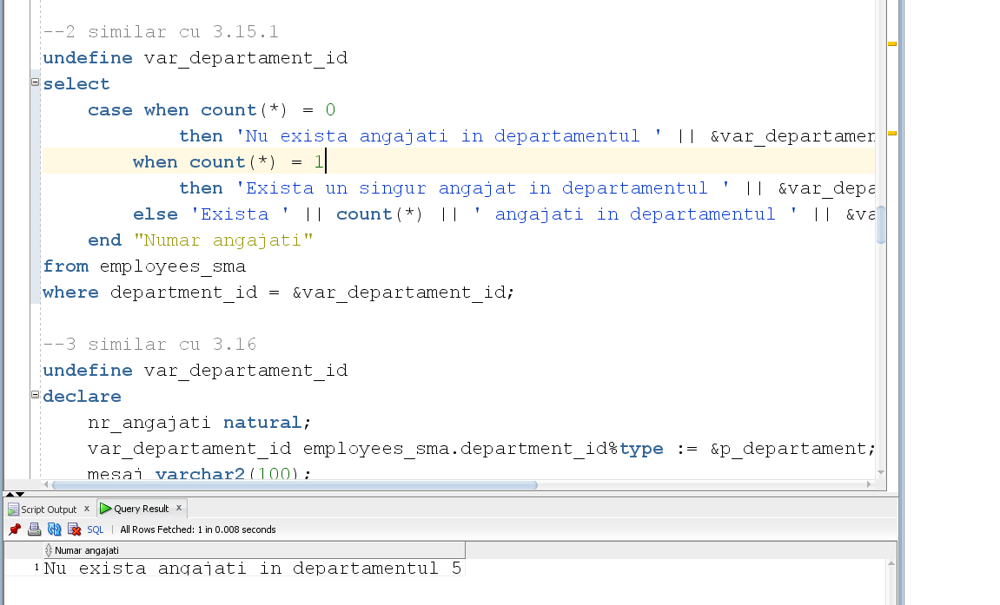 --2 similar cu 3.15.1
undefine var_departament_id
select
case when count(*) = 0
then 'Nu exista angajati in departamentul ' || &var_departamen
when count(*) = 1
then 'Exista un singur angajat in departamentul ' || &var_depa
else 'Exista ' || count(*) || ' angajati in departamentul ' || &va
end "Numar angajati"
from employees_sma
where department_id = &var_departament_id;
--3 similar cu 3.16
undefine var_departament_id
declare
nr_angajati natural;
var_departament_id employees_sma.department_id%type := &p_departament;
mesaj varchar2(100);
Script Output x Query Result x
SQL | All Rows Fetched: 1 in 0.008 seconds
Numar angajati
1 Nu exista angajati in departamentul 5